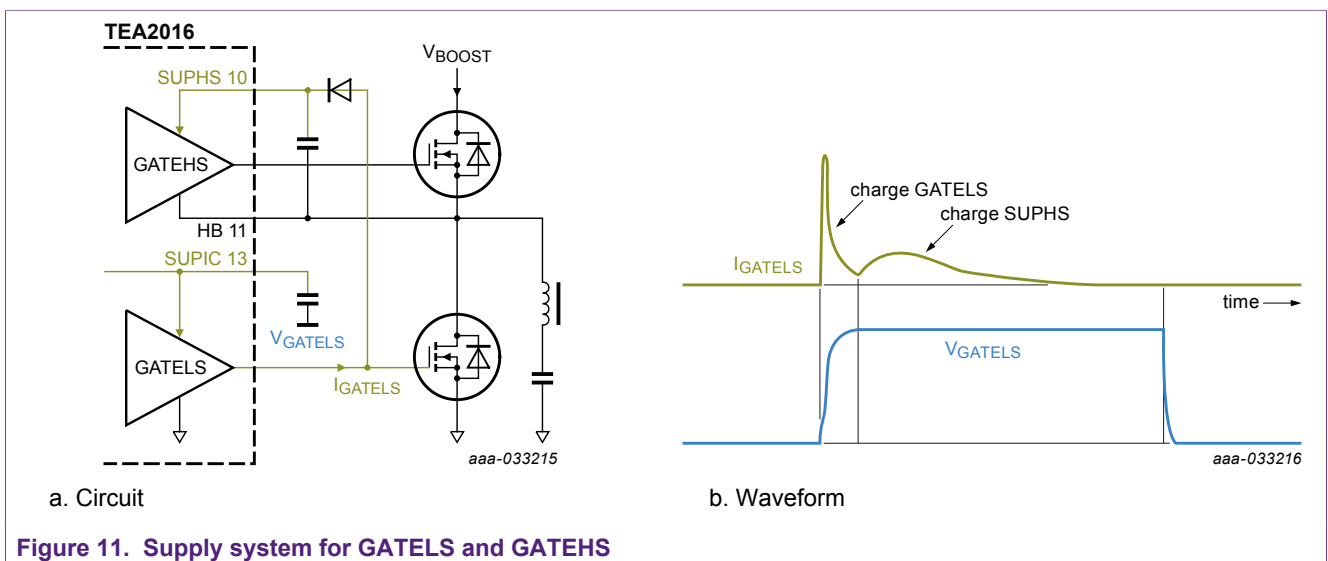 TEA2016
SUPHS 10
VBOOST
GATEHS
HB 11
SUPIC 13
VGATELS
GATELS
IGATELS
aaa-033215
a. Circuit
charge GATELS
charge SUPHS
IGATELS
time
VGATELS
aaa-033216
b. Waveform
Figure 11. Supply system for GATELS and GATEHS